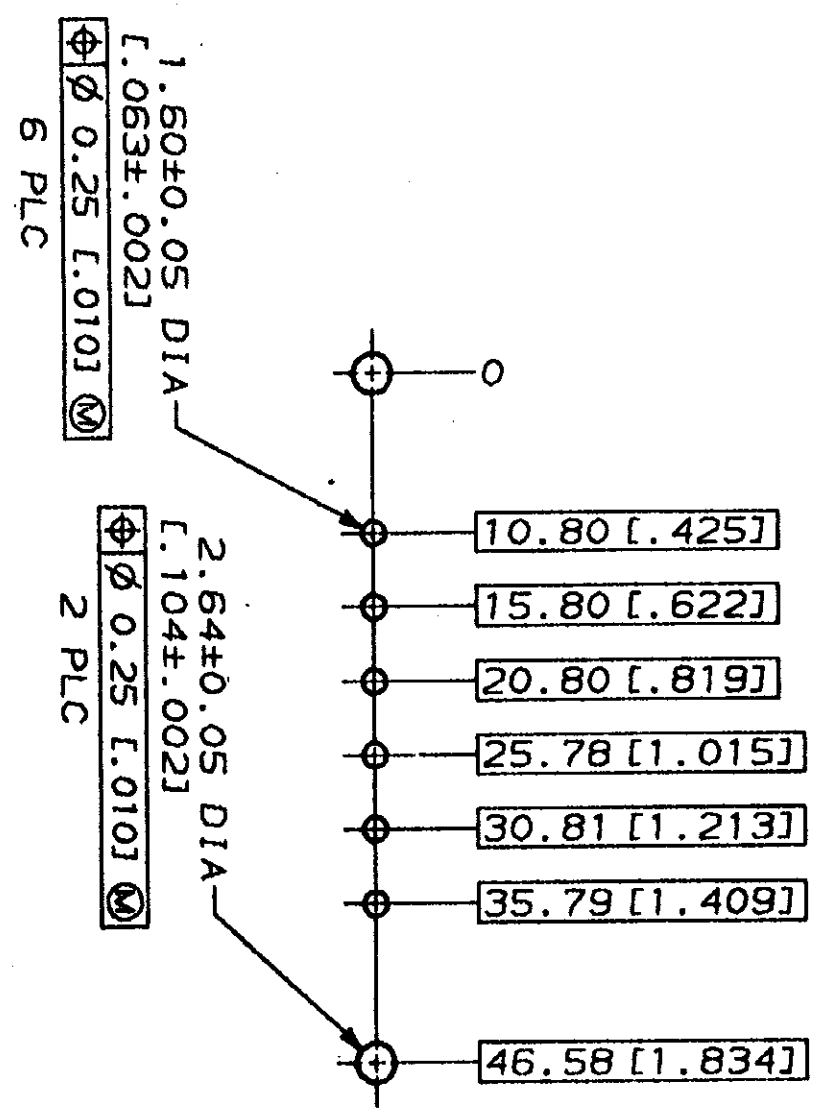 1.60±0.05 DIA
[.063±.002]
⌖ Ø 0.25 [.010] Ⓜ
6 PLC
2.64±0.05 DIA
[.104±.002]
⌖ Ø 0.25 [.010] Ⓜ
2 PLC
0
10.80 [.425]
15.80 [.622]
20.80 [.819]
25.78 [1.015]
30.81 [1.213]
35.79 [1.409]
46.58 [1.834]